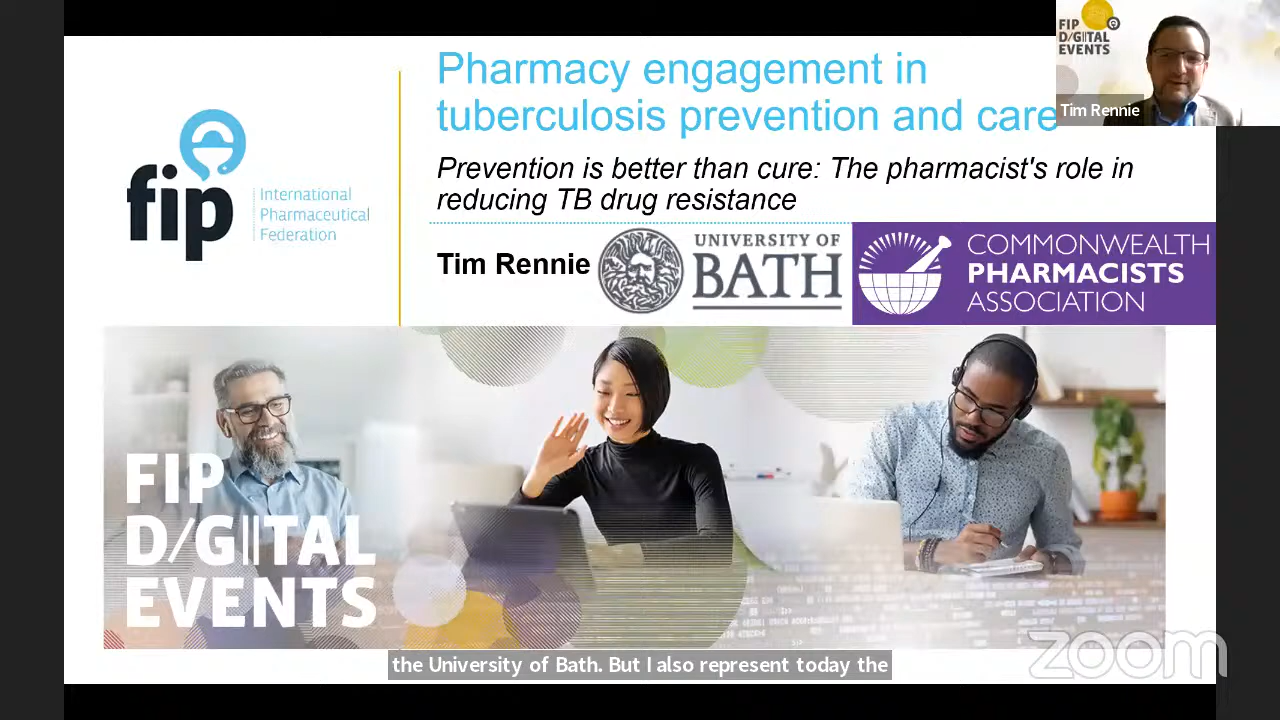 Pharmacy engagement in
tuberculosis prevention and care
FIP
D/GIITAL
EVENTS
Tim Rennie
fip
International
Pharmaceutical
Federation
Prevention is better than cure: The pharmacist's role in
reducing TB drug resistance
Tim Rennie
UNIVERSITY OF
BATH
COMMONWEALTH
PHARMACISTS
ASSOCIATION
FIP
D/GIITAL
EVENTS
the University of Bath. But I also represent today the
zoom